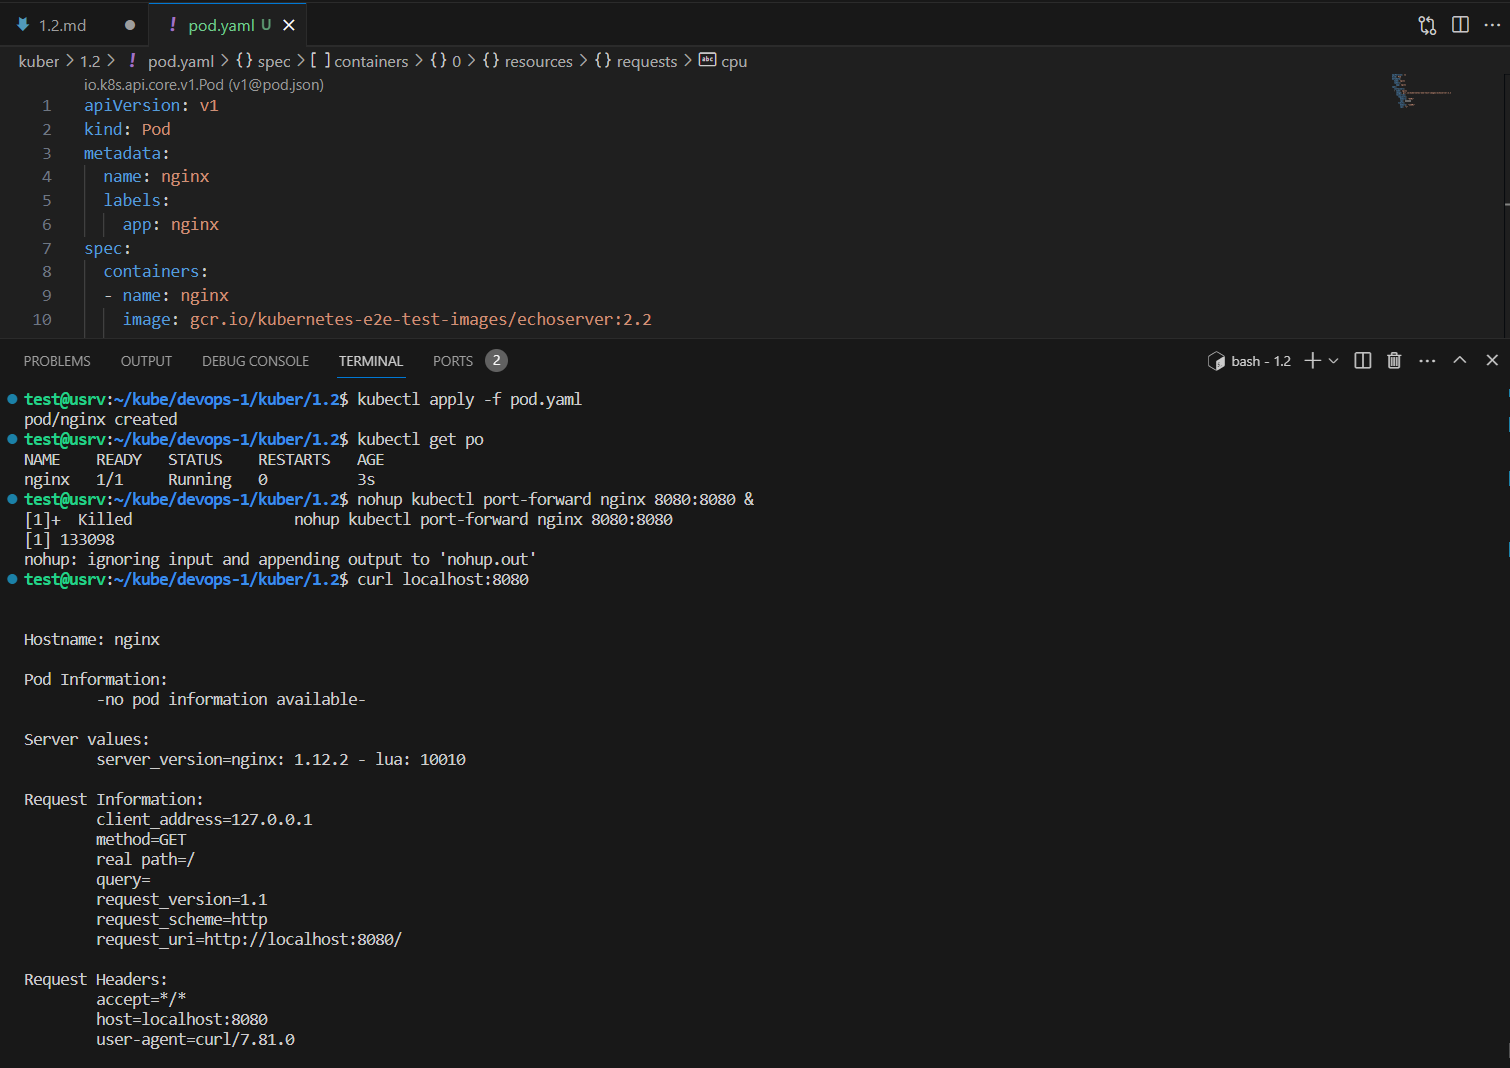 1.2.md
! pod.yaml U
kuber > 1.2 > ! pod.yaml > {} spec > [ ] containers > {} 0 > {} resources > {} requests > abc cpu
io.k8s.api.core.v1.Pod (v1@pod.json)
1 apiVersion: v1
2 kind: Pod
3 metadata:
4   name: nginx
5   labels:
6     app: nginx
7 spec:
8   containers:
9   - name: nginx
10     image: gcr.io/kubernetes-e2e-test-images/echoserver:2.2
PROBLEMS OUTPUT DEBUG CONSOLE TERMINAL PORTS 2 bash - 1.2
test@usrv:~/kube/devops-1/kuber/1.2$ kubectl apply -f pod.yaml
pod/nginx created
test@usrv:~/kube/devops-1/kuber/1.2$ kubectl get po
NAME    READY   STATUS    RESTARTS   AGE
nginx   1/1     Running   0          3s
test@usrv:~/kube/devops-1/kuber/1.2$ nohup kubectl port-forward nginx 8080:8080 &
[1]+  Killed                  nohup kubectl port-forward nginx 8080:8080
[1] 133098
nohup: ignoring input and appending output to 'nohup.out'
test@usrv:~/kube/devops-1/kuber/1.2$ curl localhost:8080
Hostname: nginx
Pod Information:
        -no pod information available-
Server values:
        server_version=nginx: 1.12.2 - lua: 10010
Request Information:
        client_address=127.0.0.1
        method=GET
        real path=/
        query=
        request_version=1.1
        request_scheme=http
        request_uri=http://localhost:8080/
Request Headers:
        accept=*/*
        host=localhost:8080
        user-agent=curl/7.81.0